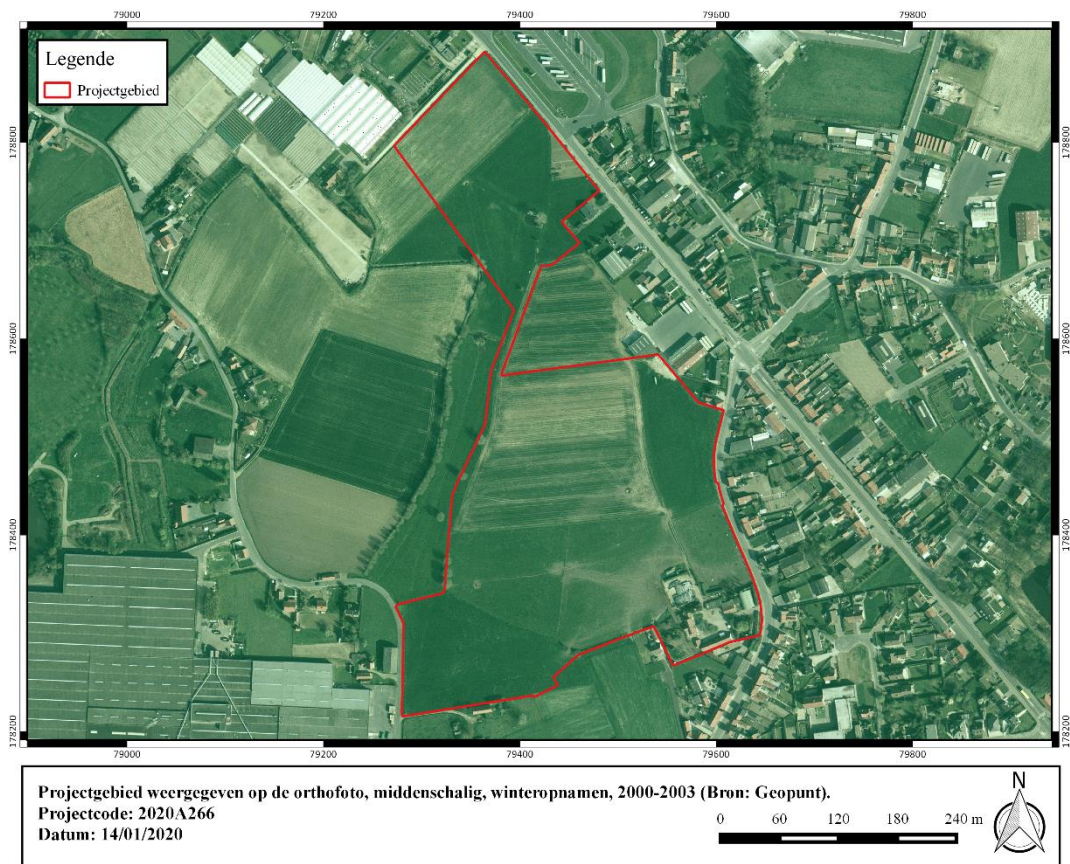 79000 79200 79400 79600 79800
Legende
Projectgebied
178800 178800
178600 178600
178400 178400
178200 178200
79000 79200 79400 79600 79800
Projectgebied weergegeven op de orthofoto, middenschalig, winteropnamen, 2000-2003 (Bron: Geopunt).
Projectcode: 2020A266
Datum: 14/01/2020
0 60 120 180 240 m
N